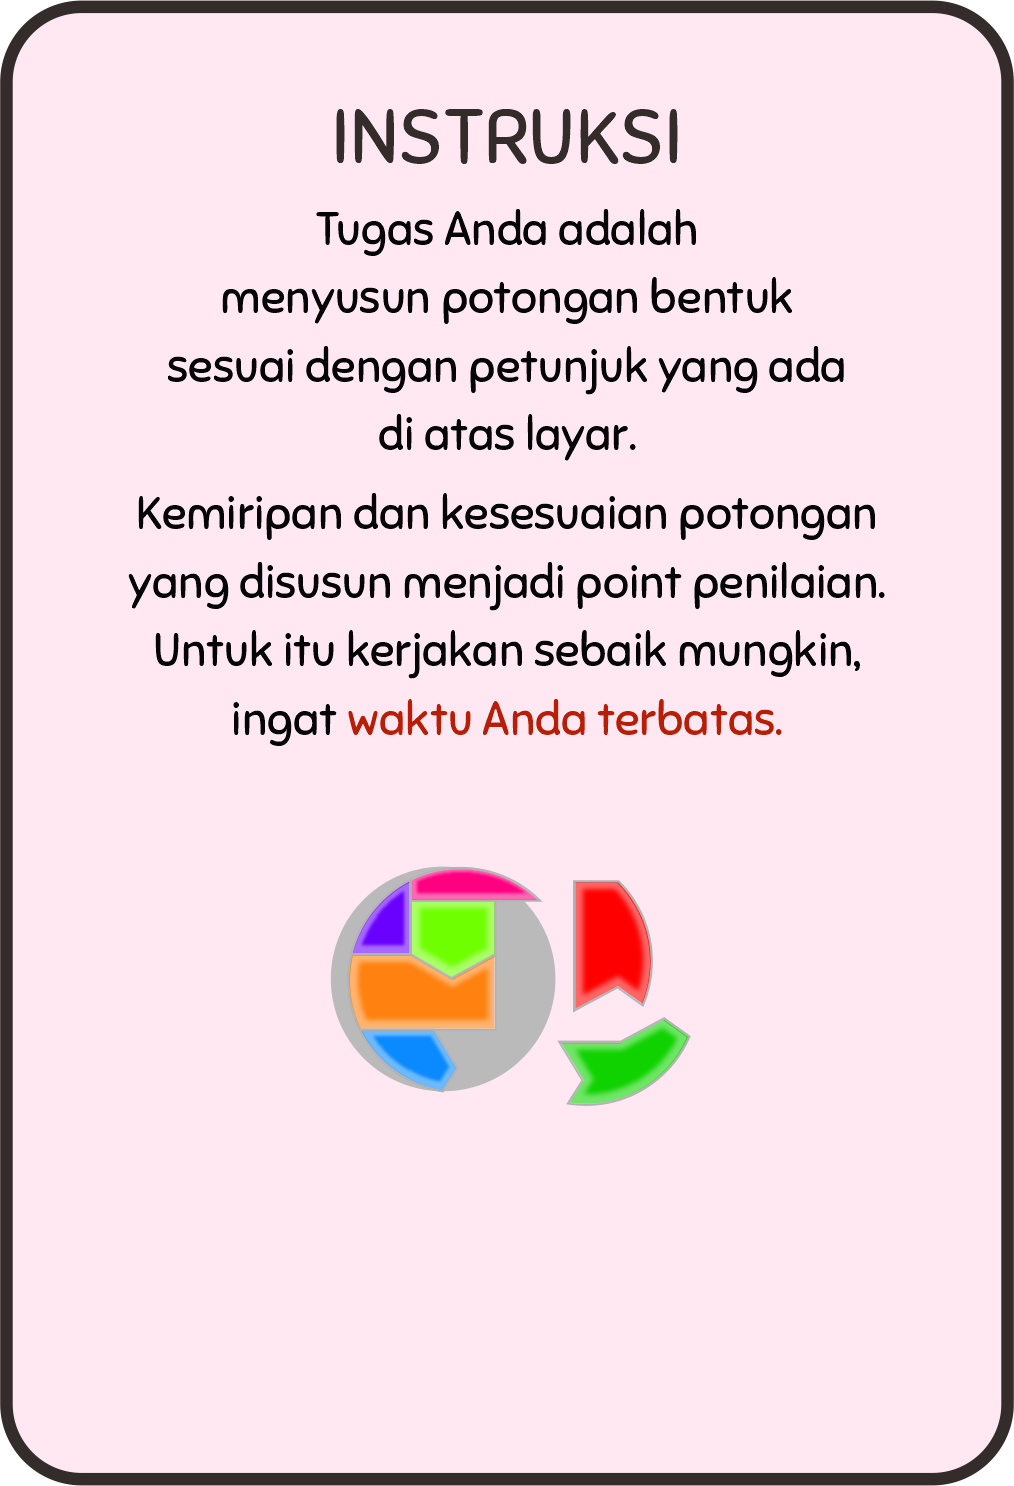 INSTRUKSI
Tugas Anda adalah
menyusun potongan bentuk
sesuai dengan petunjuk yang ada
di atas layar.
Kemiripan dan kesesuaian potongan
yang disusun menjadi point penilaian.
Untuk itu kerjakan sebaik mungkin,
ingat waktu Anda terbatas.